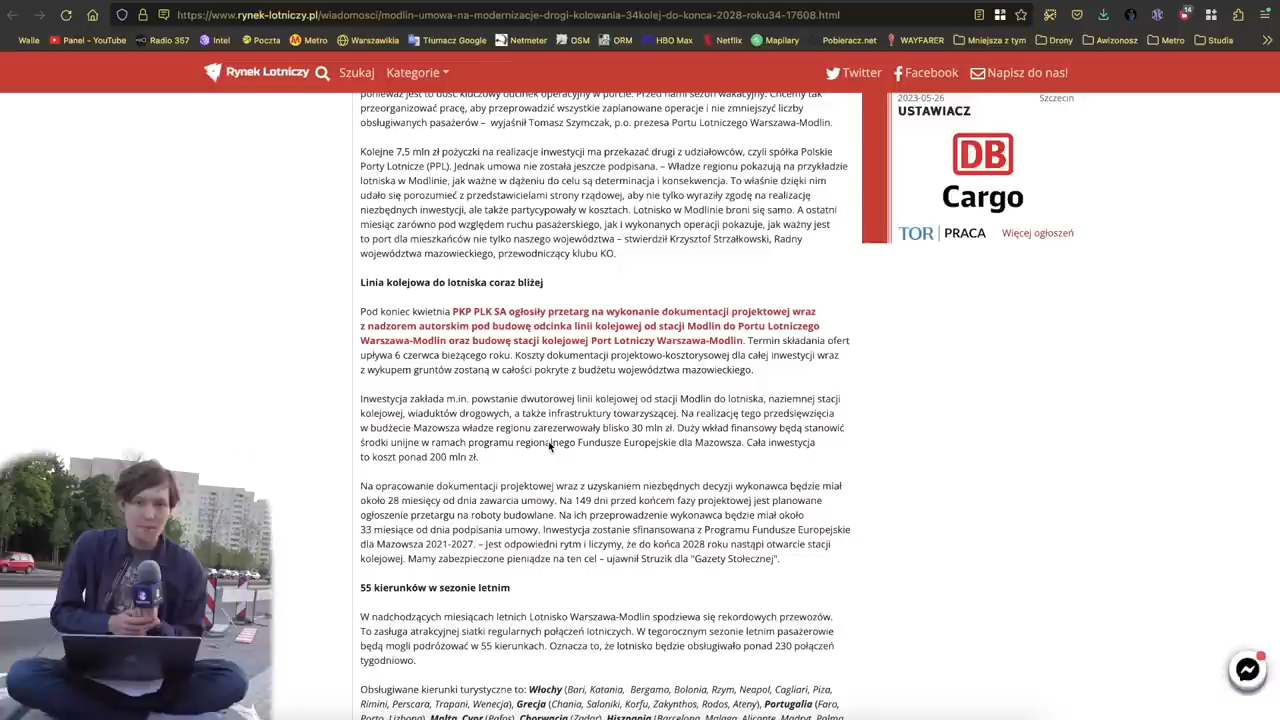 https://www.rynek-lotniczy.pl/wiadomosci/modlin-umowa-na-modernizacje-drogi-kolowania-34kolej-do-konca-2028-roku34-17608.html
14
Walle Panel - YouTube Radio 357 Intel Poczta Metro Warszawikia Tłumacz Google Netmeter OSM ORM HBO Max Netflix Mapilary Pobieracz.net WAYFARER Mniejsza z tym Drony Awizonosz Metro Studia
Rynek Lotniczy Szukaj Kategorie Twitter Facebook Napisz do nas!
ponieważ jest to dość kluczowy odcinek operacyjny w porcie. Przed nami sezon wakacyjny. Chcemy tak
przeorganizować pracę, aby przeprowadzić wszystkie zaplanowane operacje i nie zmniejszyć liczby
obsługiwanych pasażerów – wyjaśnił Tomasz Szymczak, p.o. prezesa Portu Lotniczego Warszawa-Modlin.
Kolejne 7,5 mln zł pożyczki na realizacje inwestycji ma przekazać drugi z udziałowców, czyli spółka Polskie
Porty Lotnicze (PPL). Jednak umowa nie została jeszcze podpisana. – Władze regionu pokazują na przykładzie
lotniska w Modlinie, jak ważne w dążeniu do celu są determinacja i konsekwencja. To właśnie dzięki nim
udało się porozumieć z przedstawicielami strony rządowej, aby nie tylko wyraziły zgodę na realizację
niezbędnych inwestycji, ale także partycypowały w kosztach. Lotnisko w Modlinie broni się samo. A ostatni
miesiąc zarówno pod względem ruchu pasażerskiego, jak i wykonanych operacji pokazuje, jak ważny jest
to port dla mieszkańców nie tylko naszego województwa – stwierdził Krzysztof Strzałkowski, Radny
województwa mazowieckiego, przewodniczący klubu KO.
Linia kolejowa do lotniska coraz bliżej
Pod koniec kwietnia PKP PLK SA ogłosiły przetarg na wykonanie dokumentacji projektowej wraz
z nadzorem autorskim pod budowę odcinka linii kolejowej od stacji Modlin do Portu Lotniczego
Warszawa-Modlin oraz budowę stacji kolejowej Port Lotniczy Warszawa-Modlin. Termin składania ofert
upływa 6 czerwca bieżącego roku. Koszty dokumentacji projektowo-kosztorysowej dla całej inwestycji wraz
z wykupem gruntów zostaną w całości pokryte z budżetu województwa mazowieckiego.
Inwestycja zakłada m.in. powstanie dwutorowej linii kolejowej od stacji Modlin do lotniska, naziemnej stacji
kolejowej, wiaduktów drogowych, a także infrastruktury towarzyszącej. Na realizację tego przedsięwzięcia
w budżecie Mazowsza władze regionu zarezerwowały blisko 30 mln zł. Duży wkład finansowy będą stanowić
środki unijne w ramach programu regionalnego Fundusze Europejskie dla Mazowsza. Cała inwestycja
to koszt ponad 200 mln zł.
Na opracowanie dokumentacji projektowej wraz z uzyskaniem niezbędnych decyzji wykonawca będzie miał
około 28 miesięcy od dnia zawarcia umowy. Na 149 dni przed końcem fazy projektowej jest planowane
ogłoszenie przetargu na roboty budowlane. Na ich przeprowadzenie wykonawca będzie miał około
33 miesiące od dnia podpisania umowy. Inwestycja zostanie sfinansowana z Programu Fundusze Europejskie
dla Mazowsza 2021-2027. – Jest odpowiedni rytm i liczymy, że do końca 2028 roku nastąpi otwarcie stacji
kolejowej. Mamy zabezpieczone pieniądze na ten cel – ujawnił Struzik dla "Gazety Stołecznej".
55 kierunków w sezonie letnim
W nadchodzących miesiącach letnich Lotnisko Warszawa-Modlin spodziewa się rekordowych przewozów.
To zasługa atrakcyjnej siatki regularnych połączeń lotniczych. W tegorocznym sezonie letnim pasażerowie
będą mogli podróżować w 55 kierunkach. Oznacza to, że lotnisko będzie obsługiwało ponad 230 połączeń
tygodniowo.
Obsługiwane kierunki turystyczne to: Włochy (Bari, Katania, Bergamo, Bolonia, Rzym, Neapol, Cagliari, Piza,
Rimini, Perscara, Trapani, Wenecja), Grecja (Chania, Saloniki, Korfu, Zakynthos, Rodos, Ateny), Portugalia (Faro,
Porto, Lizbona), Malta, Cypr (Pafos), Chorwacja (Zadar), Hiszpania (Barcelona, Malaga, Alicante, Madryt, Palma
2023-05-26 Szczecin
USTAWIACZ
DB
Cargo
TOR PRACA Więcej ogłoszeń